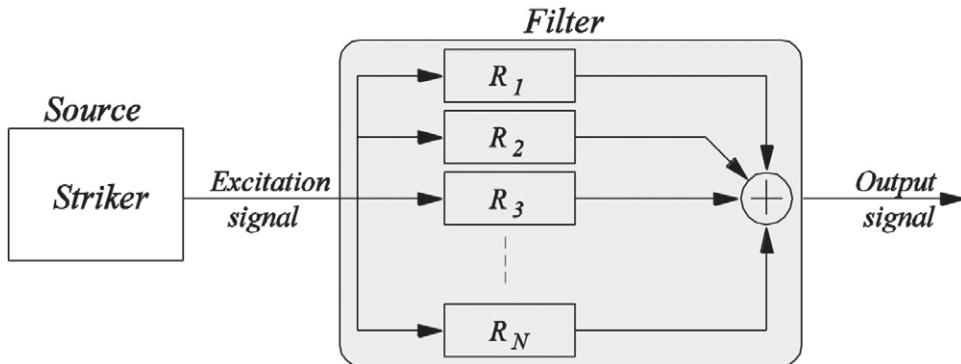 Filter
Source
Striker
Excitation
signal
R1
R2
R3
RN
+
Output
signal